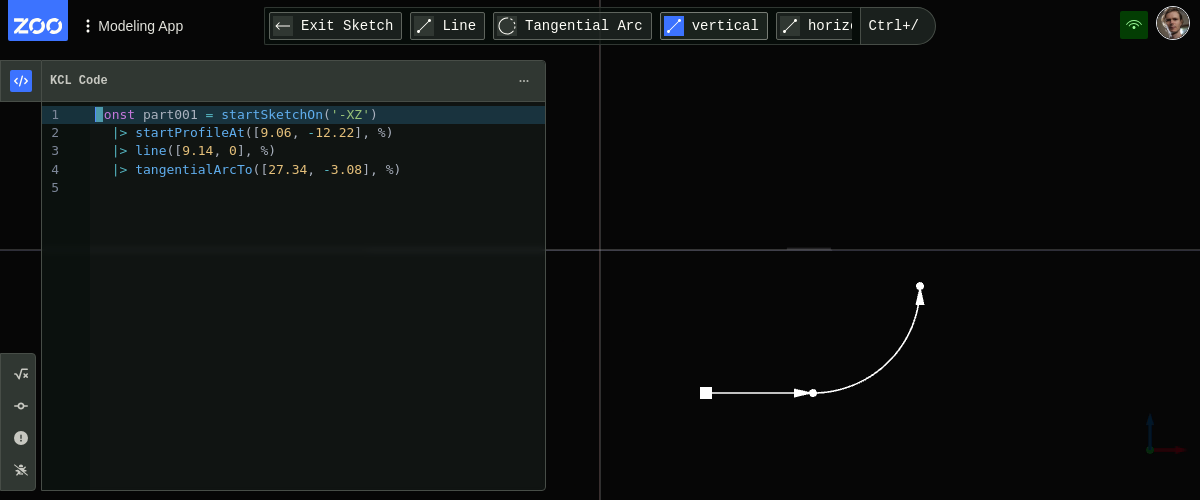 ZOO Modeling App Exit Sketch Line Tangential Arc vertical horiz Ctrl+/
KCL Code
1 const part001 = startSketchOn('-XZ')
2 |> startProfileAt([9.06, -12.22], %)
3 |> line([9.14, 0], %)
4 |> tangentialArcTo([27.34, -3.08], %)
5